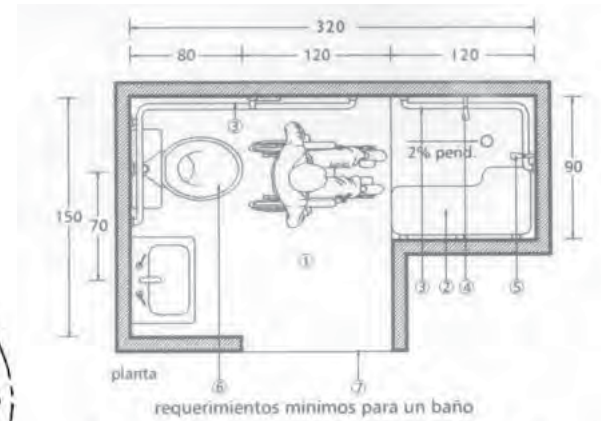 320
80 120 120
③
2% pend.
90
150
70
①
③ ② ④ ⑤
planta
⑥ ⑦
requerimientos minimos para un baño